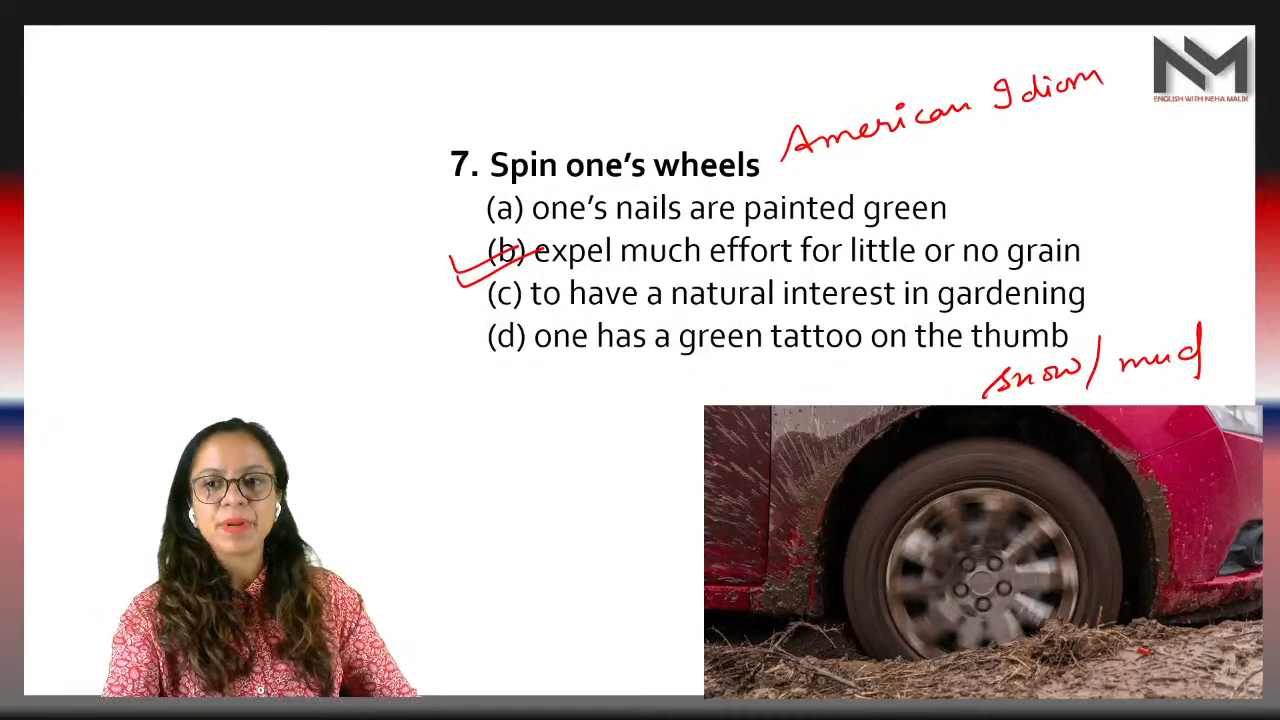 NM
ENGLISH WITH NEHA MALIK
American Idiom
7. Spin one's wheels
(a) one's nails are painted green
(b) expel much effort for little or no grain
(c) to have a natural interest in gardening
(d) one has a green tattoo on the thumb
snow/ mud